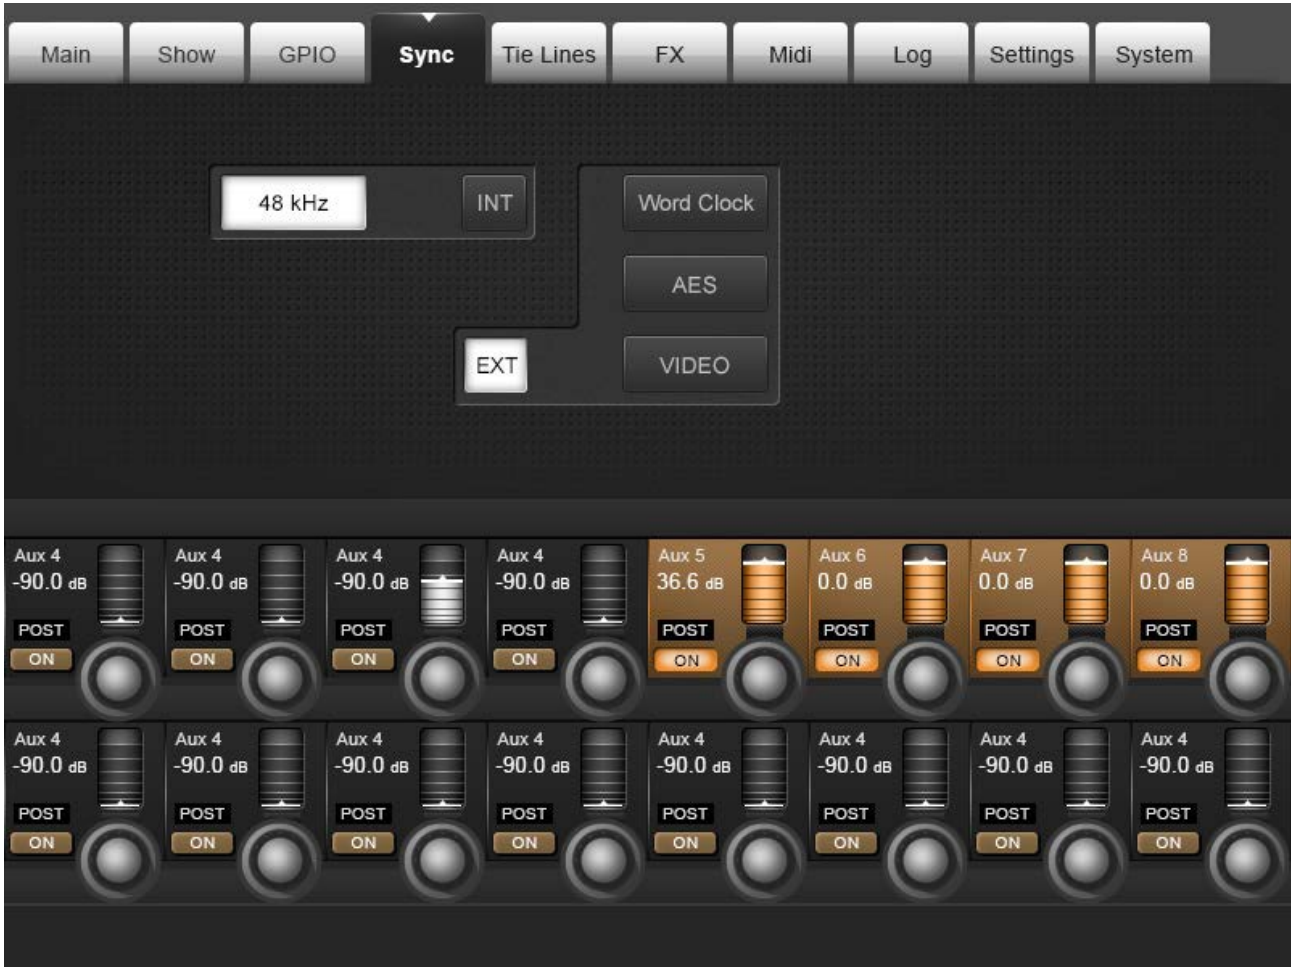 Main Show GPIO Sync Tie Lines FX Midi Log Settings System
48 kHz INT Word Clock
AES
EXT VIDEO
Aux 4 Aux 4 Aux 4 Aux 4 Aux 5 Aux 6 Aux 7 Aux 8
-90.0 dB -90.0 dB -90.0 dB -90.0 dB 36.6 dB 0.0 dB 0.0 dB 0.0 dB
POST POST POST POST POST POST POST POST
ON ON ON ON ON ON ON ON
Aux 4 Aux 4 Aux 4 Aux 4 Aux 4 Aux 4 Aux 4 Aux 4
-90.0 dB -90.0 dB -90.0 dB -90.0 dB -90.0 dB -90.0 dB -90.0 dB -90.0 dB
POST POST POST POST POST POST POST POST
ON ON ON ON ON ON ON ON